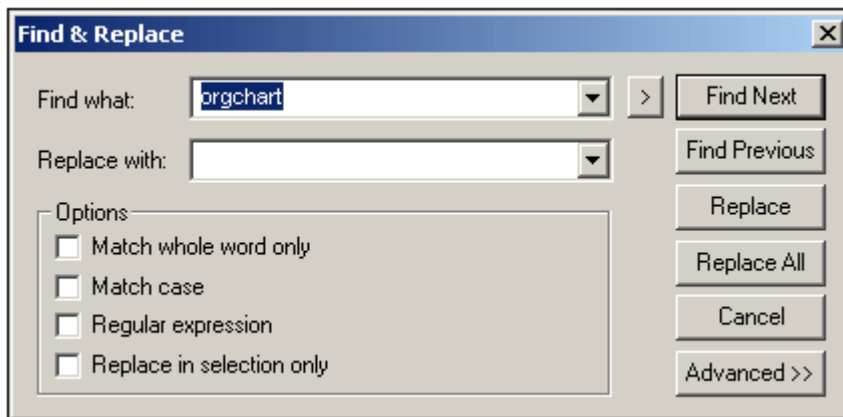 Find & Replace
Find what: orgchart > Find Next
Replace with: Find Previous
Options
Match whole word only
Match case
Regular expression
Replace in selection only
Replace
Replace All
Cancel
Advanced >>